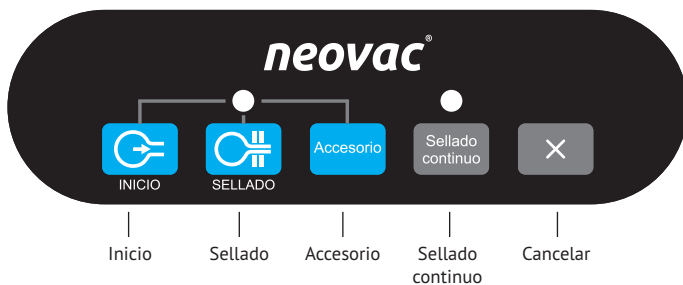 neovac®
Accesorio
Sellado
continuo
INICIO
SELLADO
Inicio
Sellado
Accesorio
Sellado
continuo
Cancelar